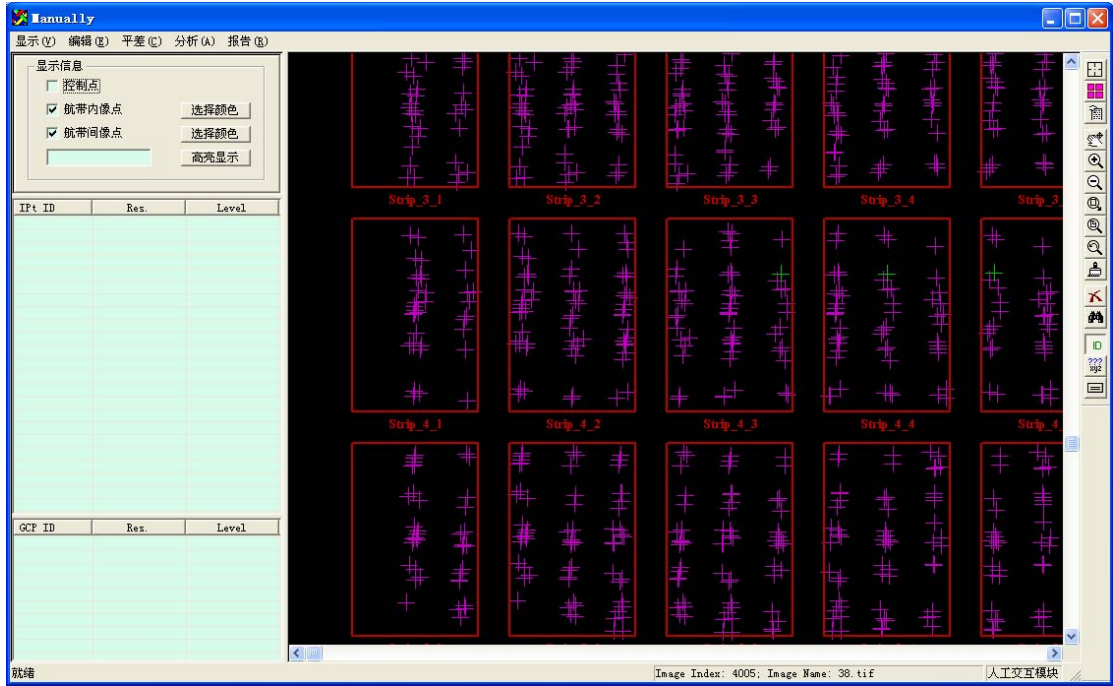 Manually
显示(V) 编辑(E) 平差(C) 分析(A) 报告(R)
显示信息
控制点
航带内像点 选择颜色
航带间像点 选择颜色
高亮显示
IPt ID Res. Level
GCP ID Res. Level
Strip_3_1 Strip_3_2 Strip_3_3 Strip_3_4 Strip_3_
Strip_4_1 Strip_4_2 Strip_4_3 Strip_4_4 Strip_4_
ID
???
xyz
就绪 Image Index: 4005; Image Name: 38.tif 人工交互模块